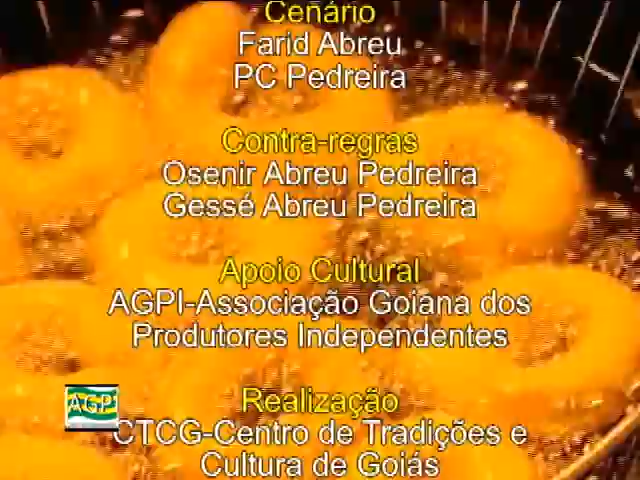 Cenário
Farid Abreu
PC Pedreira
Contra-regras
Osenir Abreu Pedreira
Gessé Abreu Pedreira
Apoio Cultural
AGPI-Associação Goiana dos
Produtores Independentes
Realização
AGPI
CTCG-Centro de Tradições e
Cultura de Goiás